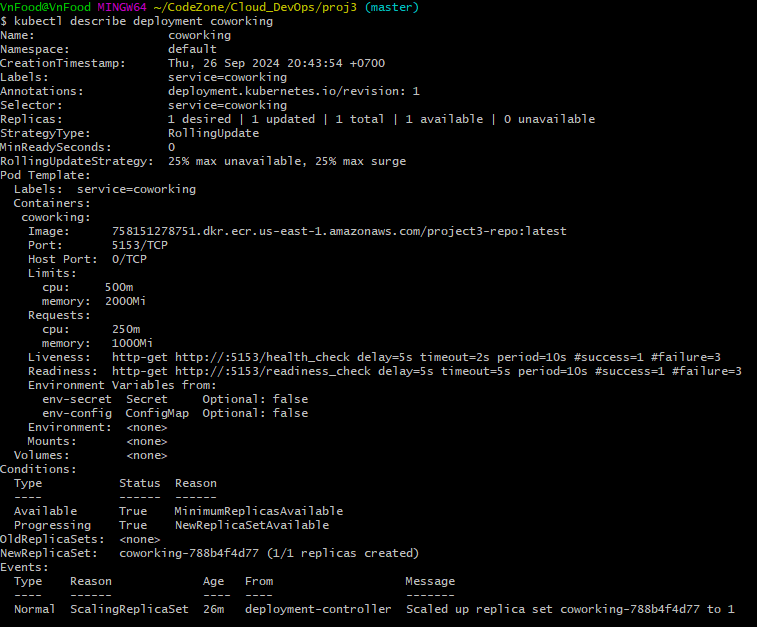 VnFood@VnFood MINGW64 ~/CodeZone/Cloud_DevOps/proj3 (master)
$ kubectl describe deployment coworking
Name:                   coworking
Namespace:              default
CreationTimestamp:      Thu, 26 Sep 2024 20:43:54 +0700
Labels:                 service=coworking
Annotations:            deployment.kubernetes.io/revision: 1
Selector:               service=coworking
Replicas:               1 desired | 1 updated | 1 total | 1 available | 0 unavailable
StrategyType:           RollingUpdate
MinReadySeconds:        0
RollingUpdateStrategy:  25% max unavailable, 25% max surge
Pod Template:
  Labels:  service=coworking
  Containers:
   coworking:
    Image:      758151278751.dkr.ecr.us-east-1.amazonaws.com/project3-repo:latest
    Port:       5153/TCP
    Host Port:  0/TCP
    Limits:
      cpu:     500m
      memory:  2000Mi
    Requests:
      cpu:      250m
      memory:   1000Mi
    Liveness:   http-get http://:5153/health_check delay=5s timeout=2s period=10s #success=1 #failure=3
    Readiness:  http-get http://:5153/readiness_check delay=5s timeout=5s period=10s #success=1 #failure=3
    Environment Variables from:
      env-secret  Secret     Optional: false
      env-config  ConfigMap  Optional: false
    Environment:  <none>
    Mounts:       <none>
  Volumes:        <none>
Conditions:
  Type           Status  Reason
  ----           ------  ------
  Available      True    MinimumReplicasAvailable
  Progressing    True    NewReplicaSetAvailable
OldReplicaSets:  <none>
NewReplicaSet:   coworking-788b4f4d77 (1/1 replicas created)
Events:
  Type    Reason             Age   From                   Message
  ----    ------             ----  ----                   -------
  Normal  ScalingReplicaSet  26m   deployment-controller  Scaled up replica set coworking-788b4f4d77 to 1